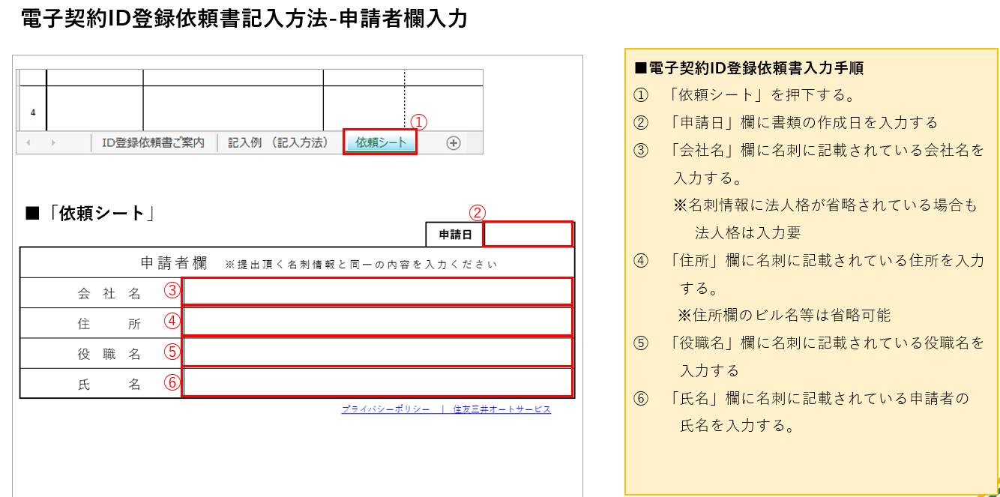 電子契約ID登録依頼書記入方法-申請者欄入力
4
①
ID登録依頼書ご案内
記入例 （記入方法）
依頼シート
■「依頼シート」
②
申請日
申請者欄 ※提出頂く名刺情報と同一の内容を入力ください
会 社 名 ③
住 所 ④
役 職 名 ⑤
氏 名 ⑥
プライバシーポリシー ｜ 住友三井オートサービス
■電子契約ID登録依頼書入力手順
① 「依頼シート」を押下する。
② 「申請日」欄に書類の作成日を入力する
③ 「会社名」欄に名刺に記載されている会社名を
入力する。
※名刺情報に法人格が省略されている場合も
法人格は入力要
④ 「住所」欄に名刺に記載されている住所を入力
する。
※住所欄のビル名等は省略可能
⑤ 「役職名」欄に名刺に記載されている役職名を
入力する
⑥ 「氏名」欄に名刺に記載されている申請者の
氏名を入力する。